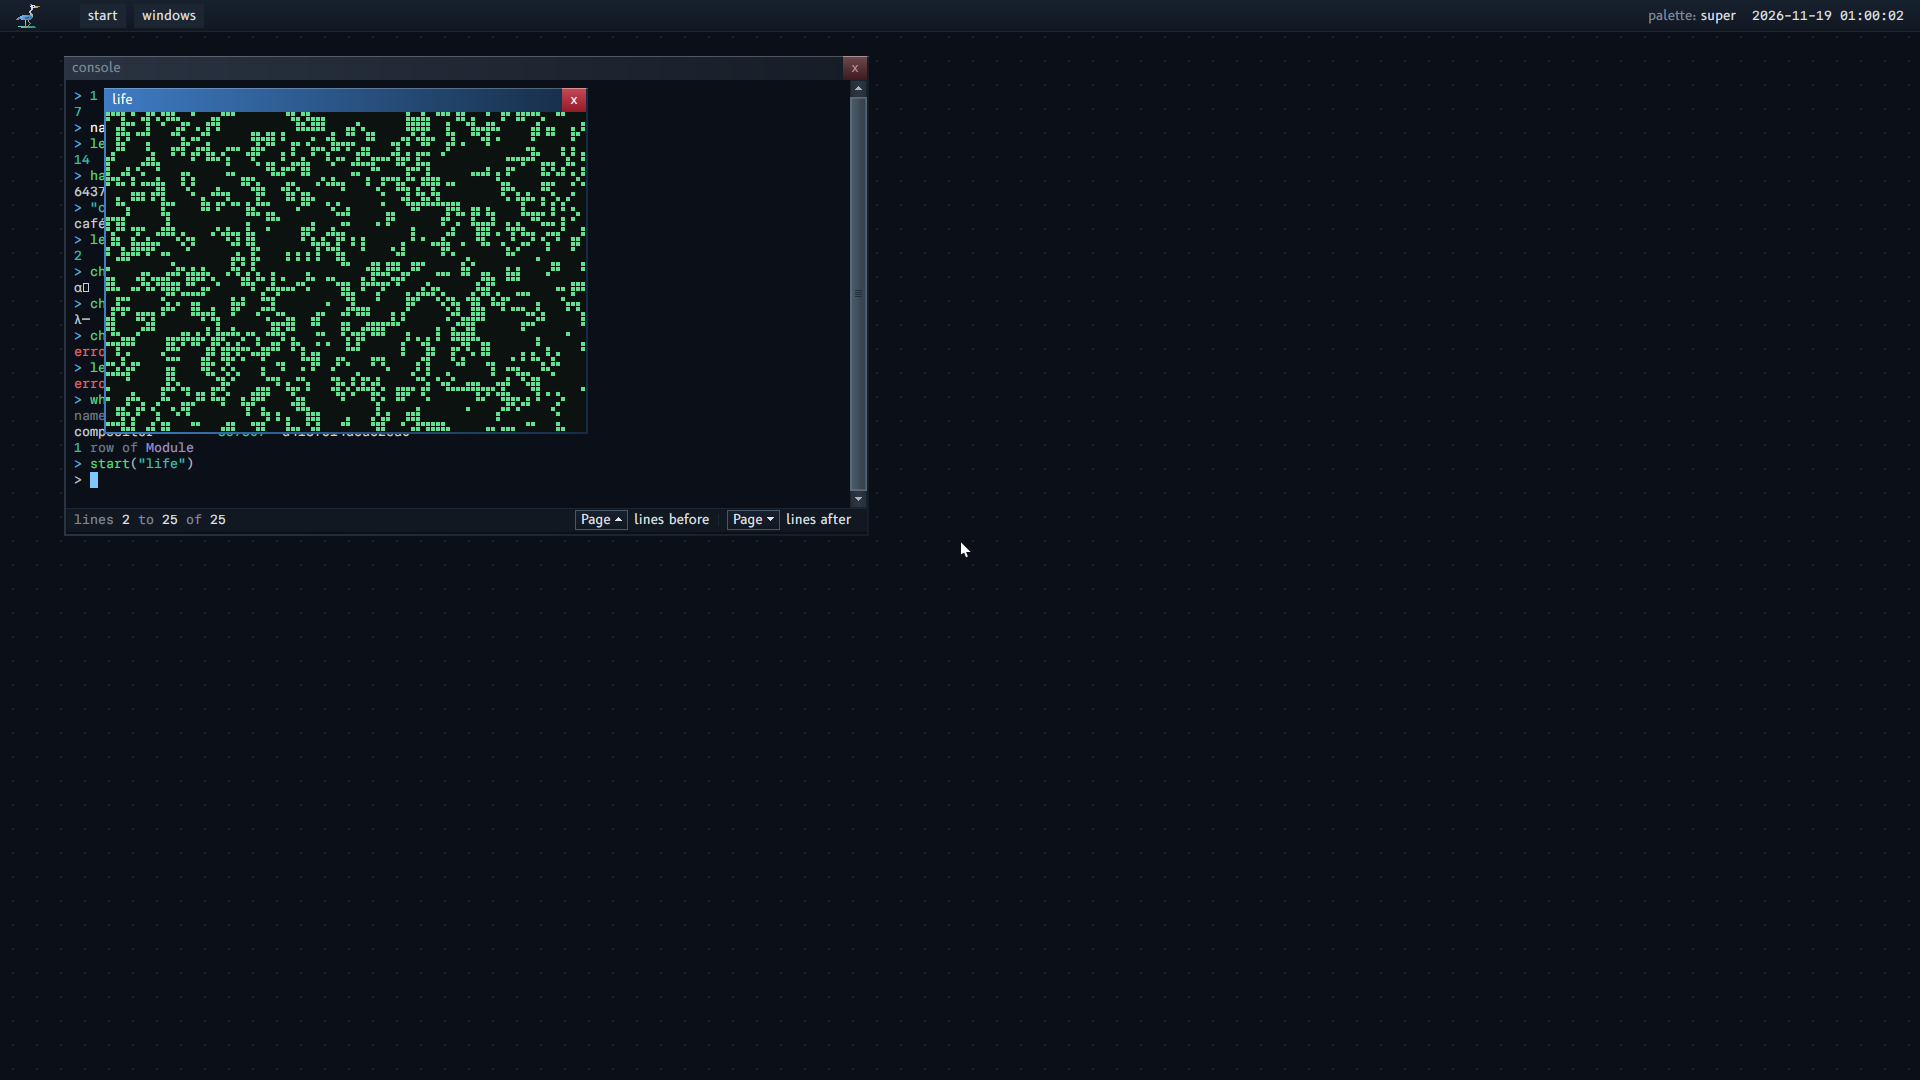 start windows palette: super 2026-11-19 01:00:02
console x
life x
> 1
7
> na
> le
14
> ha
6437
> "c
café
> le
2
> ch
α▯
> ch
λ—
> ch
erro
> le
erro
> wh
name
1 row of Module
> start("life")
>
lines 2 to 25 of 25 Page lines before Page lines after